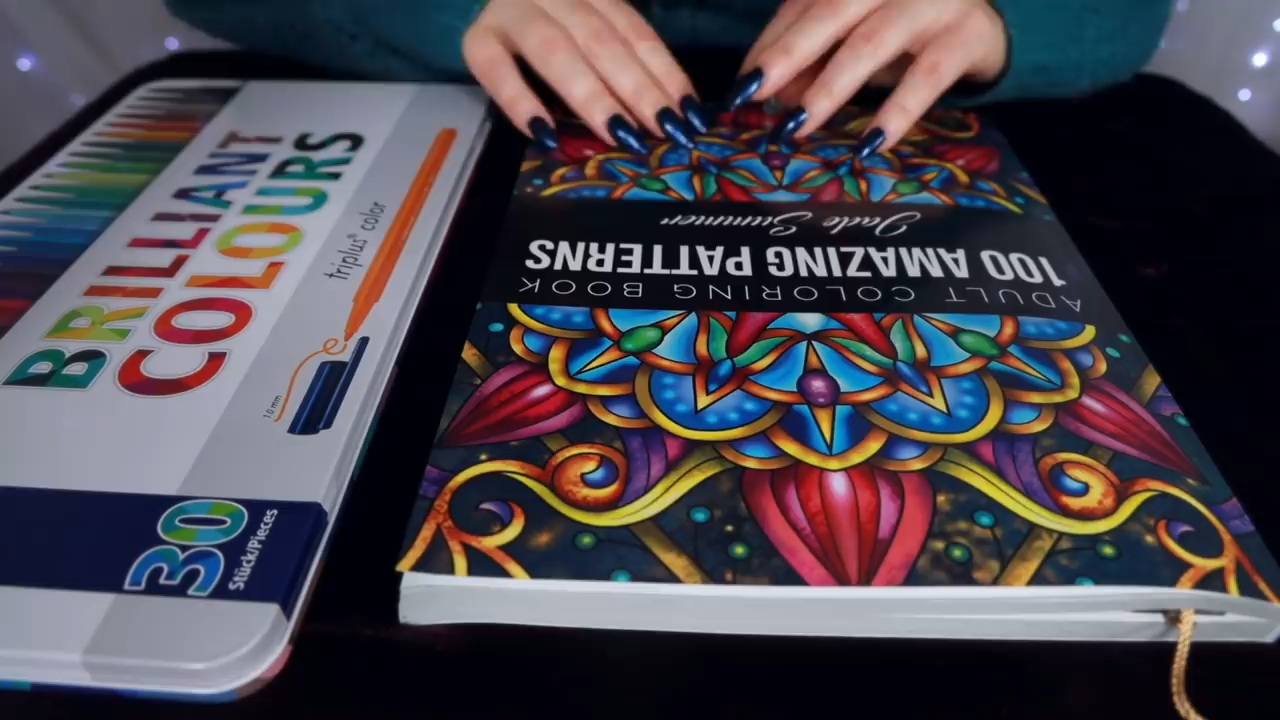 BRILLIANT
COLOURS
triplus® color
1.0 mm
30
Stück/Pieces
ADULT COLORING BOOK
100 AMAZING PATTERNS
Jade Summer